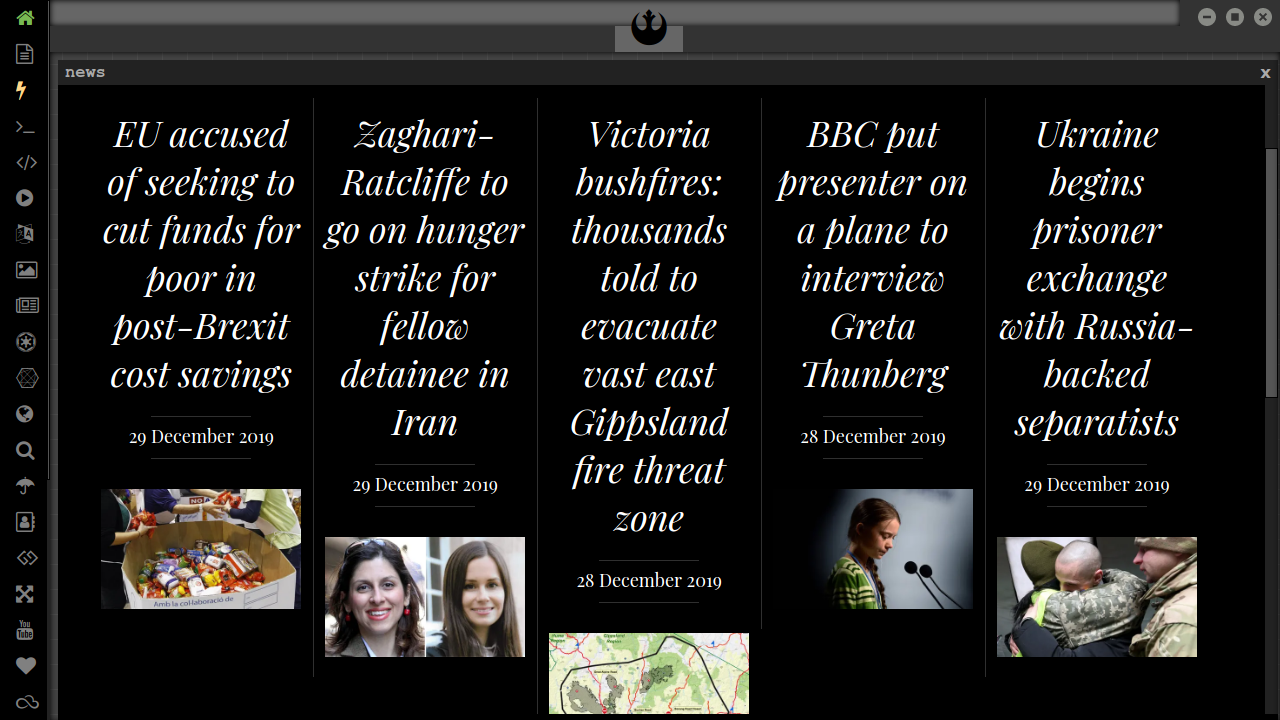 news
x
EU accused
of seeking to
cut funds for
poor in
post-Brexit
cost savings
29 December 2019
NO
Amb la col·laboració de
Zaghari-
Ratcliffe to
go on hunger
strike for
fellow
detainee in
Iran
29 December 2019
Victoria
bushfires:
thousands
told to
evacuate
vast east
Gippsland
fire threat
zone
28 December 2019
BBC put
presenter on
a plane to
interview
Greta
Thunberg
28 December 2019
Ukraine
begins
prisoner
exchange
with Russia-
backed
separatists
29 December 2019
You
Tube